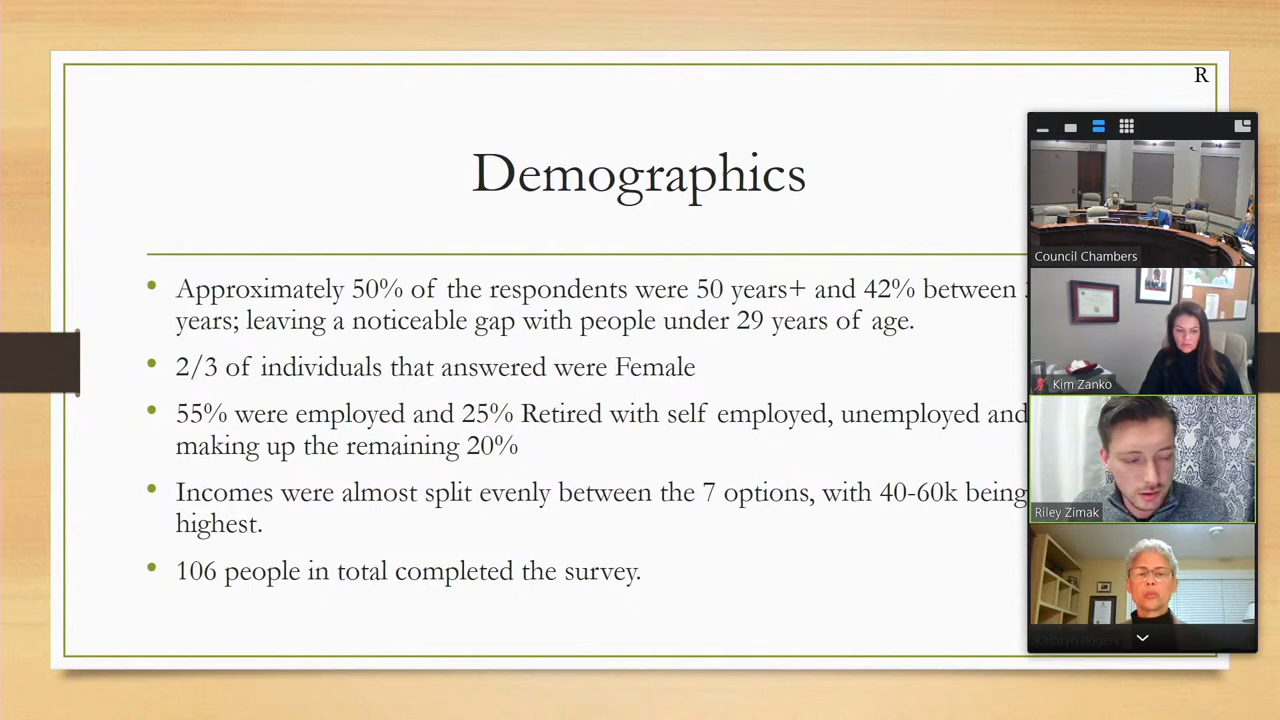 R
Demographics
Approximately 50% of the respondents were 50 years+ and 42% between
years; leaving a noticeable gap with people under 29 years of age.
2/3 of individuals that answered were Female
55% were employed and 25% Retired with self employed, unemployed and
making up the remaining 20%
Incomes were almost split evenly between the 7 options, with 40-60k being
highest.
106 people in total completed the survey.
Council Chambers
Kim Zanko
Riley Zimak
Kathryn Rogers